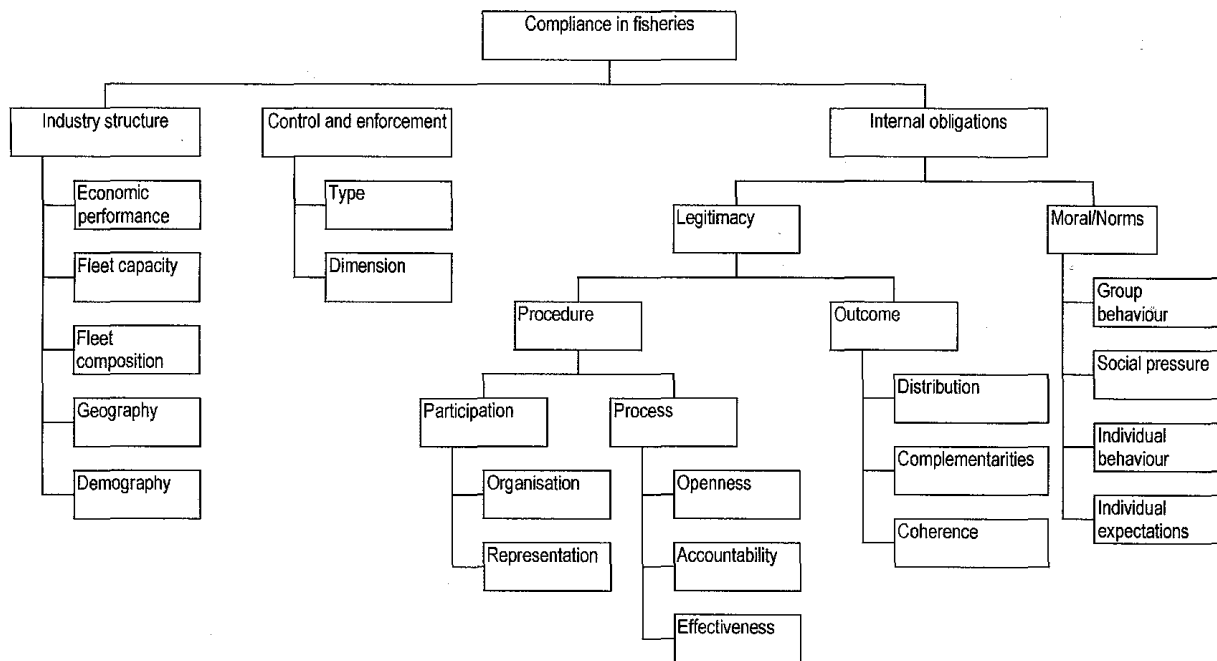 Compliance in fisheries
Industry structure
Control and enforcement
Internal obligations
Economic
performance
Type
Legitimacy
Moral/Norms
Fleet capacity
Dimension
Group
behaviour
Procedure
Outcome
Fleet
composition
Social pressure
Distribution
Geography
Participation
Process
Individual
behaviour
Complementarities
Demography
Organisation
Openness
Individual
expectations
Coherence
Representation
Accountability
Effectiveness